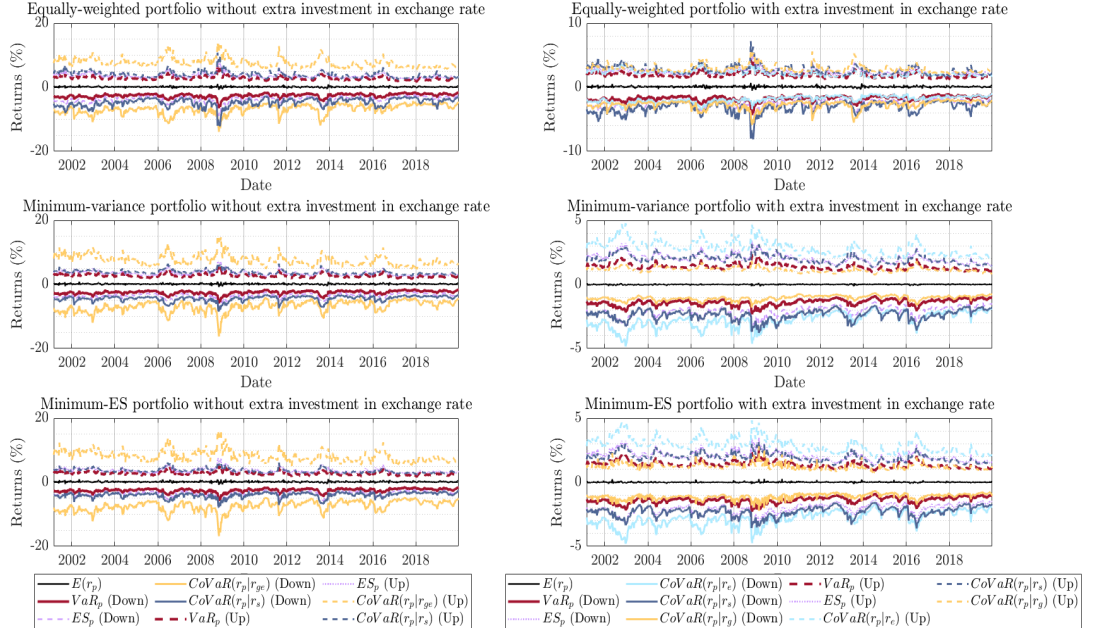 Equally-weighted portfolio without extra investment in exchange rate
20
0
-20
Returns (%)
2002 2004 2006 2008 2010 2012 2014 2016 2018
Date
Equally-weighted portfolio with extra investment in exchange rate
10
0
-10
Returns (%)
2002 2004 2006 2008 2010 2012 2014 2016 2018
Date
Minimum-variance portfolio without extra investment in exchange rate
20
0
-20
Returns (%)
2002 2004 2006 2008 2010 2012 2014 2016 2018
Date
Minimum-variance portfolio with extra investment in exchange rate
5
0
-5
Returns (%)
2002 2004 2006 2008 2010 2012 2014 2016 2018
Date
Minimum-ES portfolio without extra investment in exchange rate
20
0
-20
Returns (%)
2002 2004 2006 2008 2010 2012 2014 2016 2018
Minimum-ES portfolio with extra investment in exchange rate
5
0
-5
Returns (%)
2002 2004 2006 2008 2010 2012 2014 2016 2018
E(r_p) CoVaR(r_p|r_ge) (Down) ES_p (Up)
VaR_p (Down) CoVaR(r_p|r_s) (Down) CoVaR(r_p|r_ge) (Up)
ES_p (Down) VaR_p (Up) CoVaR(r_p|r_s) (Up)
E(r_p) CoVaR(r_p|r_e) (Down) VaR_p (Up) CoVaR(r_p|r_s) (Up)
VaR_p (Down) CoVaR(r_p|r_s) (Down) ES_p (Up) CoVaR(r_p|r_g) (Up)
ES_p (Down) CoVaR(r_p|r_g) (Down) CoVaR(r_p|r_e) (Up)